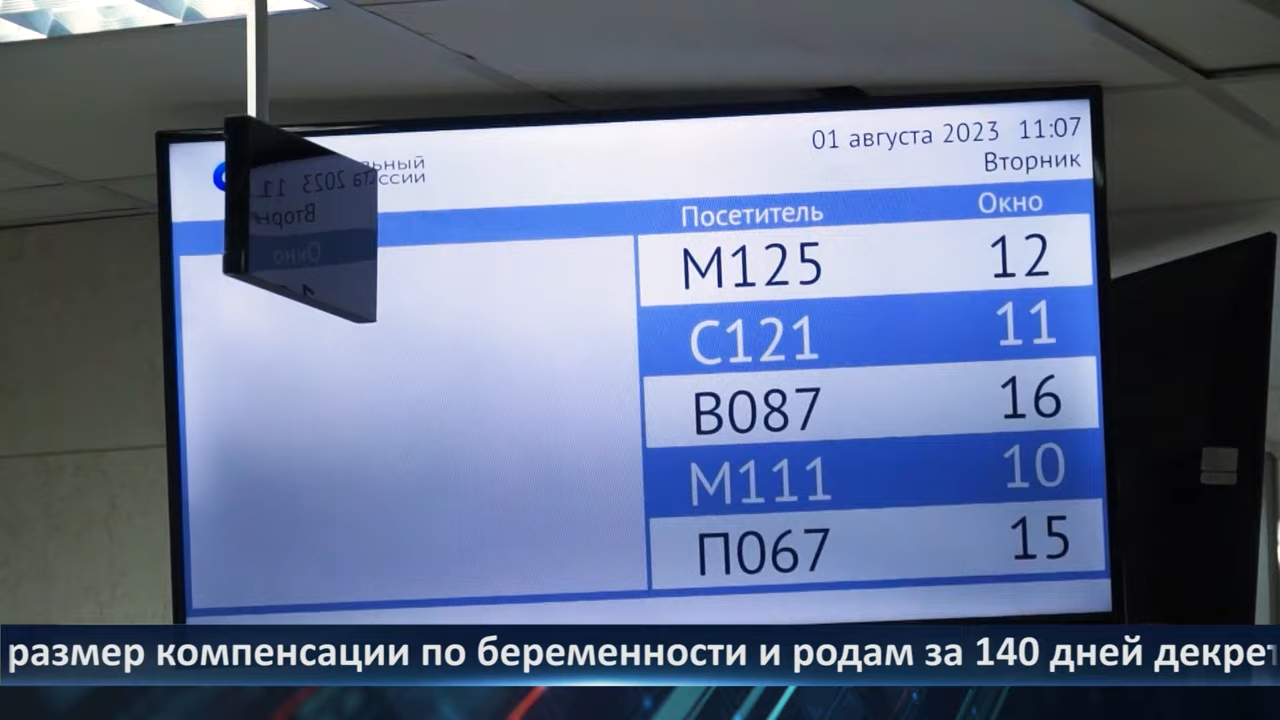 01 августа 2023 11:07
Вторник
Посетитель Окно
М125 12
С121 11
В087 16
М111 10
П067 15
размер компенсации по беременности и родам за 140 дней